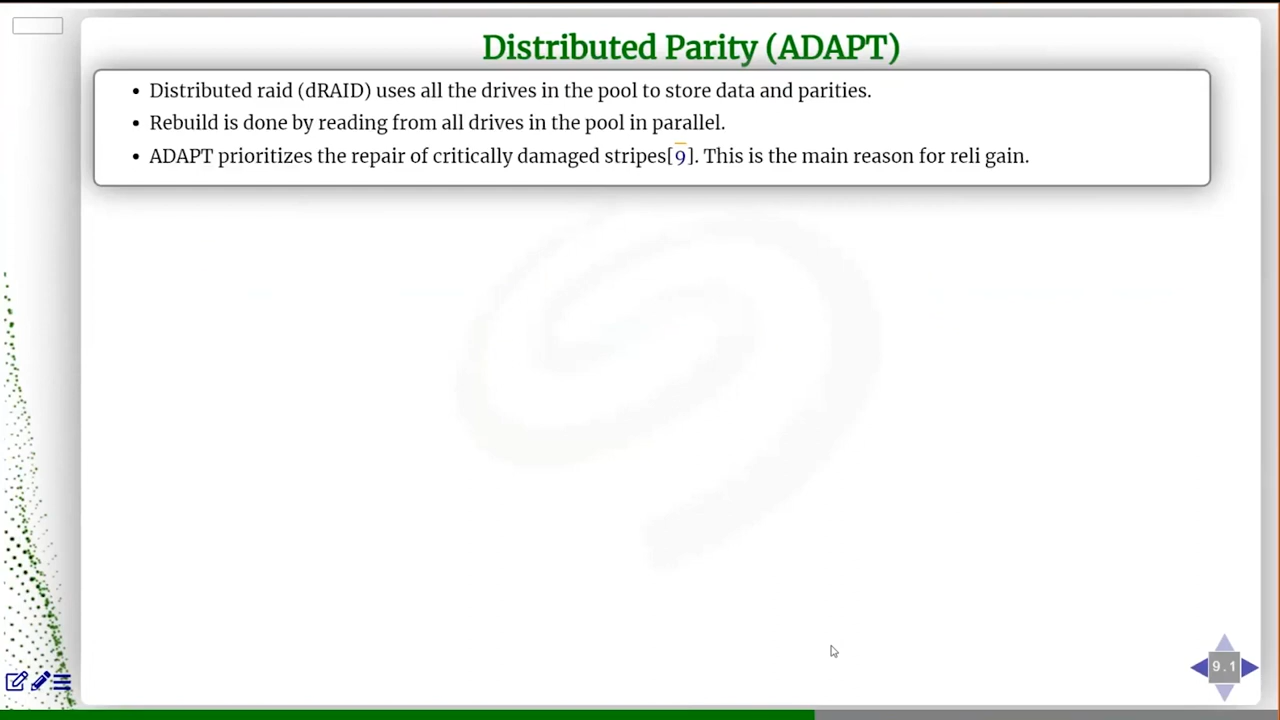 Distributed Parity (ADAPT)
• Distributed raid (dRAID) uses all the drives in the pool to store data and parities.
• Rebuild is done by reading from all drives in the pool in parallel.
• ADAPT prioritizes the repair of critically damaged stripes[9]. This is the main reason for reli gain.
9.1